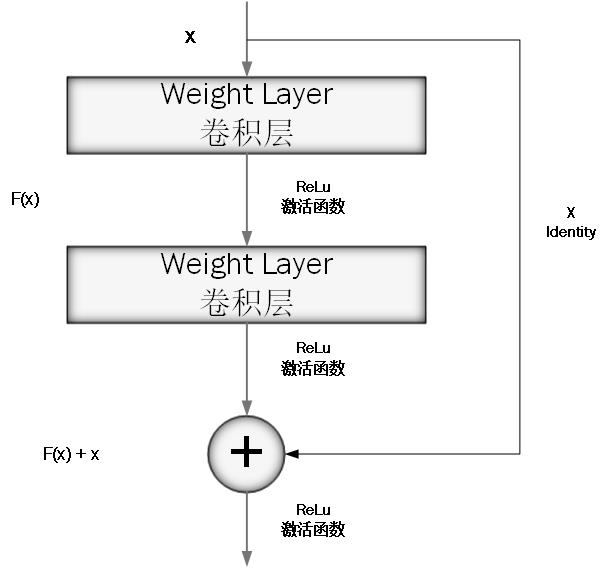 X
Weight Layer
卷积层
F(x)
ReLu
激活函数
X
Identity
Weight Layer
卷积层
ReLu
激活函数
F(x) + x
+
ReLu
激活函数